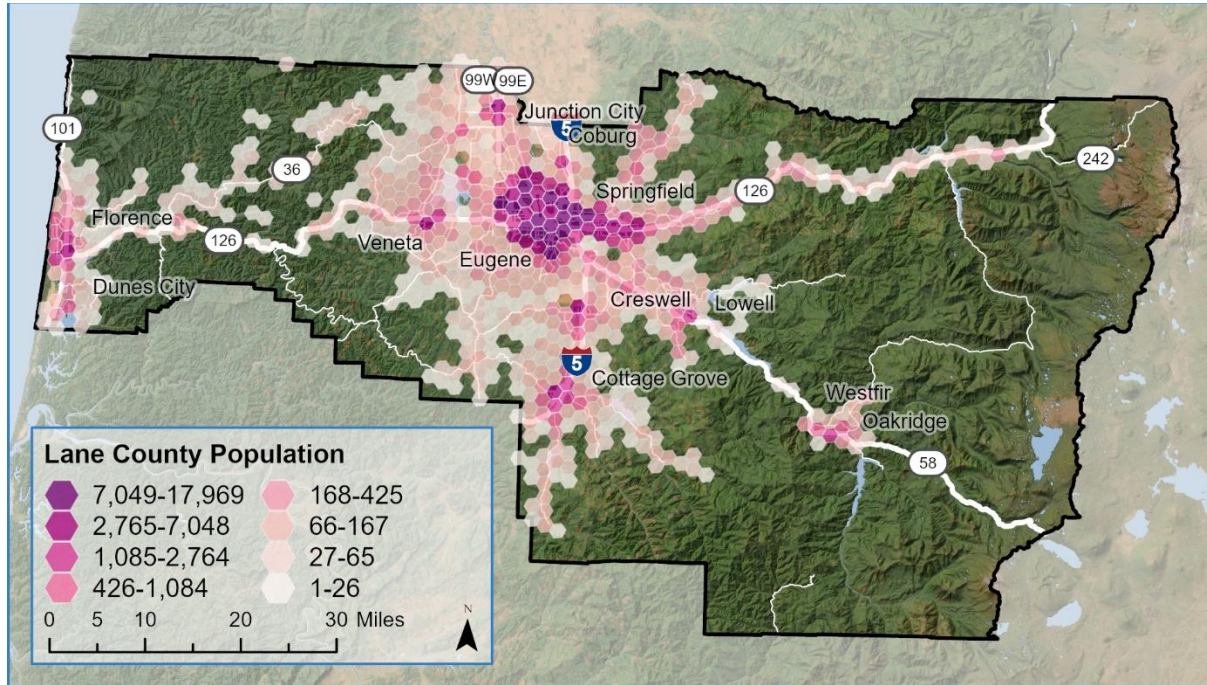 99W 99E
Junction City
5
Coburg
101
36
242
Springfield
126
Florence
126
Veneta
Eugene
Dunes City
Creswell
Lowell
5
Cottage Grove
Westfir
Oakridge
58
Lane County Population
7,049-17,969
2,765-7,048
1,085-2,764
426-1,084
168-425
66-167
27-65
1-26
0 5 10 20 30 Miles
N